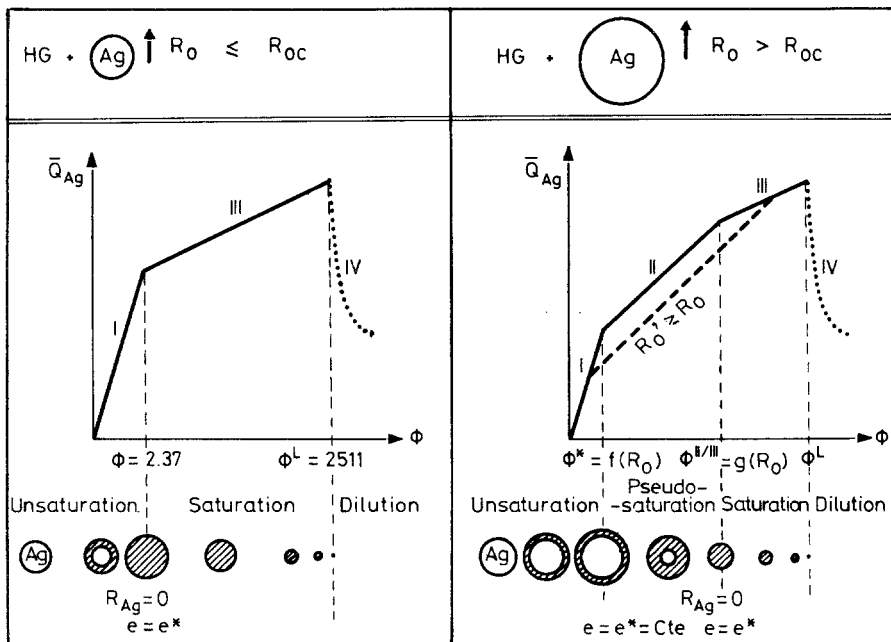 HG + Ag R₀ ≤ R₀C
Q̄Ag
I
III
IV
Φ
Φ = 2.37
Φᴸ = 2511
Unsaturation
Saturation
Dilution
Ag
RAg = 0
e = e*
HG + Ag R₀ > R₀C
Q̄Ag
I
II
III
IV
R₀' ≥ R₀
Φ
Φ* = f(R₀)
Φ^II/III = g(R₀)
Φᴸ
Unsaturation
Pseudo-
-saturation
Saturation
Dilution
Ag
RAg = 0
e = e* = Cte
e = e*